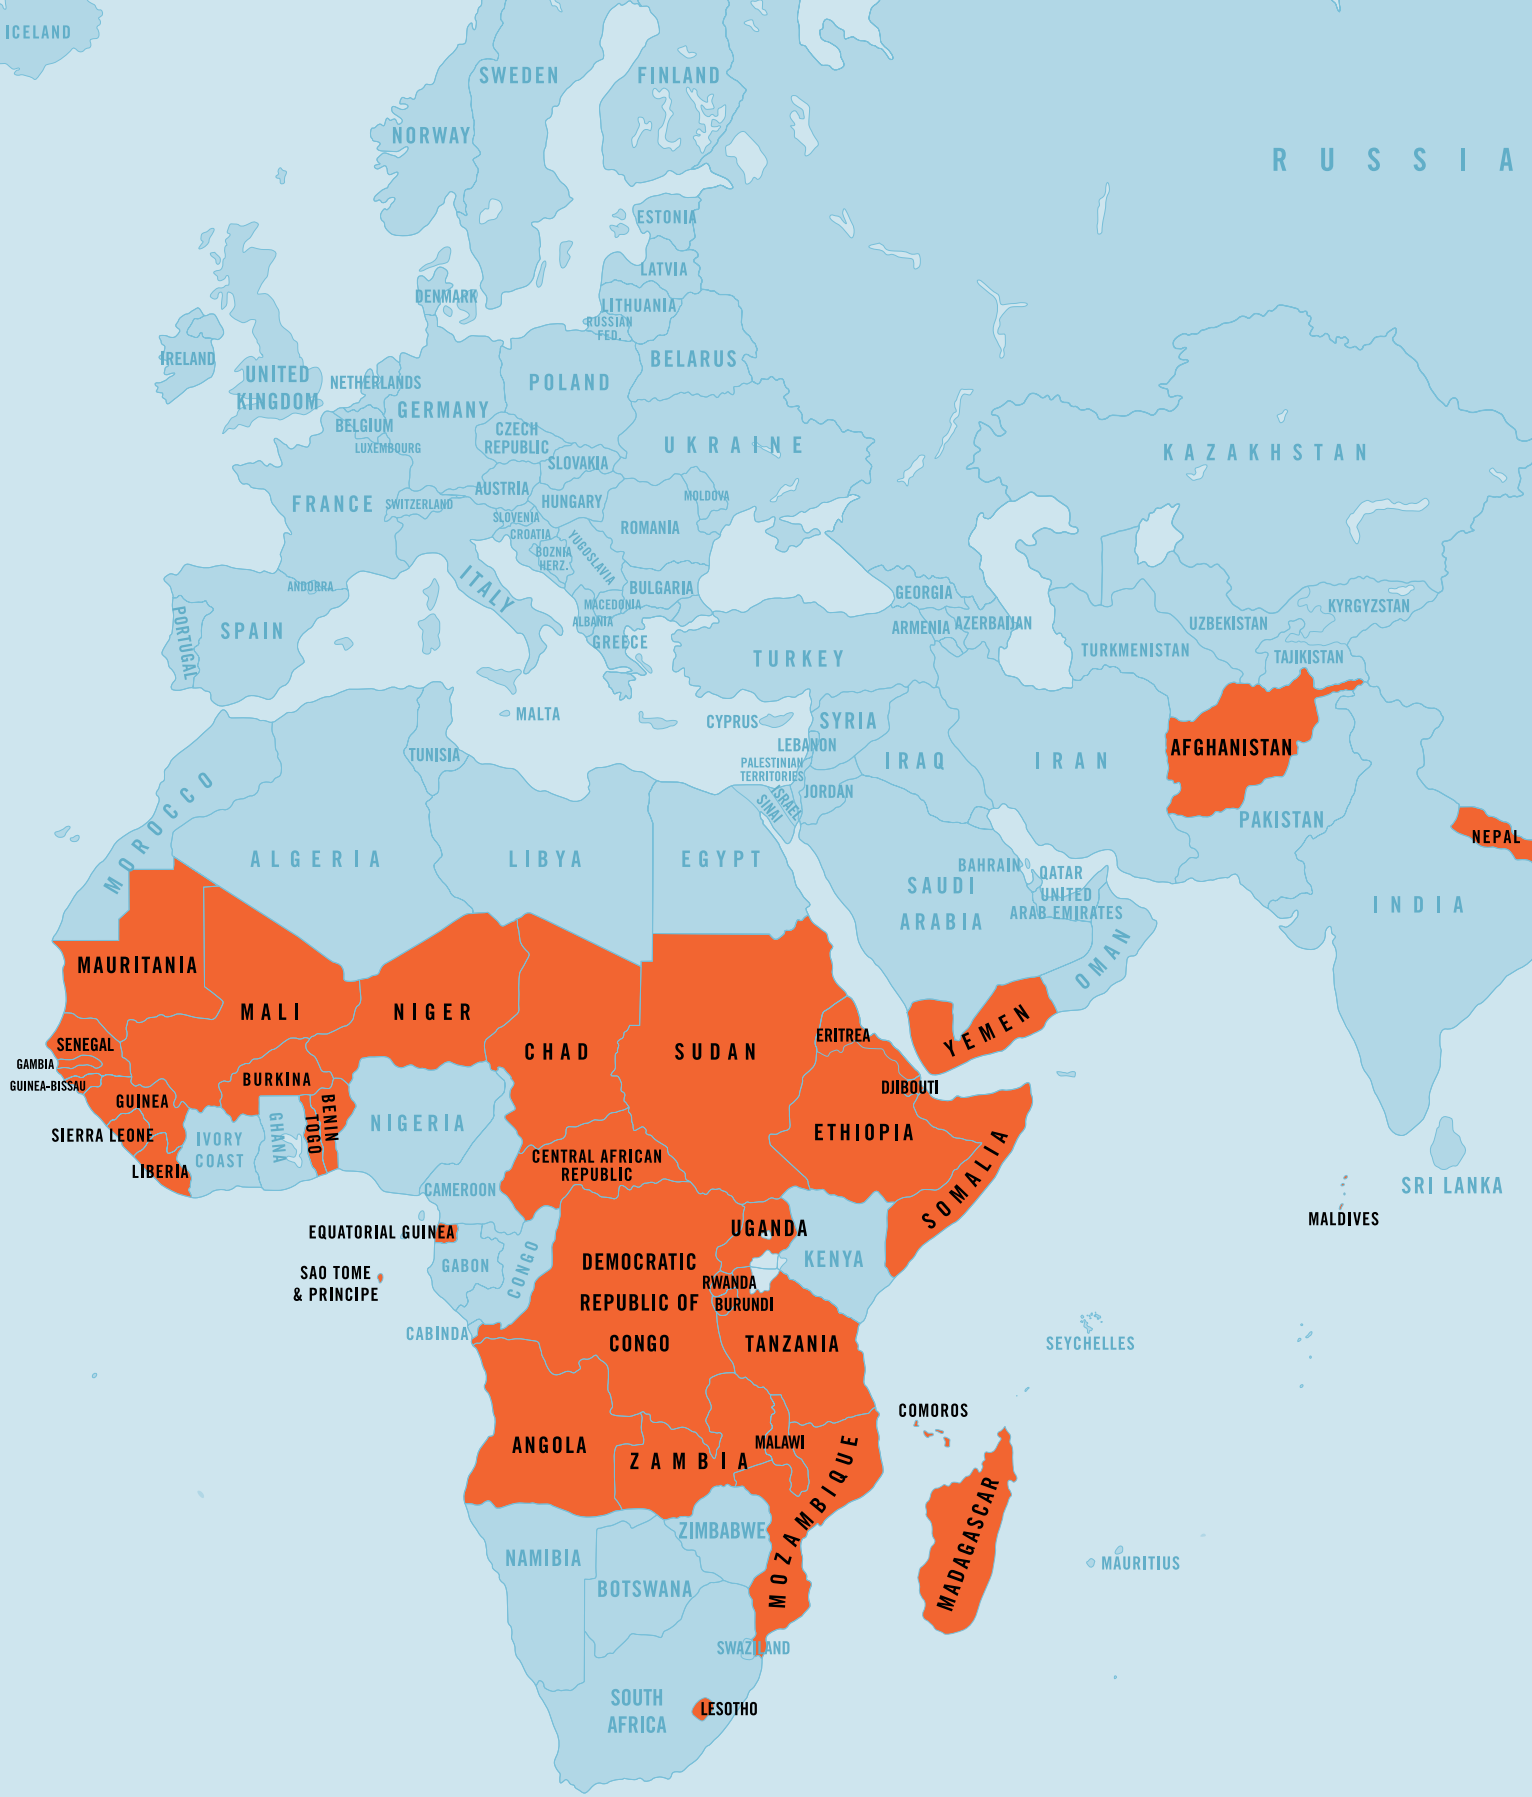 ICELAND
SWEDEN
FINLAND
NORWAY
RUSSIA
ESTONIA
LATVIA
DENMARK
LITHUANIA
RUSSIAN
FED.
IRELAND
BELARUS
UNITED
KINGDOM
NETHERLANDS
POLAND
GERMANY
BELGIUM
CZECH
REPUBLIC
LUXEMBOURG
UKRAINE
KAZAKHSTAN
SLOVAKIA
AUSTRIA
FRANCE
SWITZERLAND
HUNGARY
MOLDOVA
SLOVENIA
ROMANIA
CROATIA
BOZNIA
HERZ.
YUGOSLAVIA
ITALY
ANDORRA
BULGARIA
GEORGIA
MACEDONIA
KYRGYZSTAN
ALBANIA
ARMENIA
AZERBAIJAN
UZBEKISTAN
PORTUGAL
SPAIN
GREECE
TURKEY
TURKMENISTAN
TAJIKISTAN
MALTA
CYPRUS
SYRIA
TUNISIA
LEBANON
AFGHANISTAN
PALESTINIAN
TERRITORIES
IRAQ
IRAN
ISRAEL
JORDAN
SINAI
MOROCCO
PAKISTAN
NEPAL
ALGERIA
LIBYA
EGYPT
BAHRAIN
QATAR
SAUDI
ARABIA
UNITED
ARAB EMIRATES
INDIA
OMAN
MAURITANIA
MALI
NIGER
CHAD
SUDAN
ERITREA
YEMEN
SENEGAL
GAMBIA
GUINEA-BISSAU
BURKINA
DJIBOUTI
GUINEA
BENIN
TOGO
GHANA
NIGERIA
SIERRA LEONE
IVORY
COAST
ETHIOPIA
LIBERIA
CENTRAL AFRICAN
REPUBLIC
SOMALIA
CAMEROON
SRI LANKA
MALDIVES
EQUATORIAL GUINEA
UGANDA
GABON
CONGO
DEMOCRATIC
REPUBLIC OF
CONGO
KENYA
SAO TOME
& PRINCIPE
RWANDA
BURUNDI
CABINDA
TANZANIA
SEYCHELLES
COMOROS
ANGOLA
ZAMBIA
MALAWI
MOZAMBIQUE
MADAGASCAR
ZIMBABWE
NAMIBIA
BOTSWANA
MAURITIUS
SWAZILAND
SOUTH
AFRICA
LESOTHO